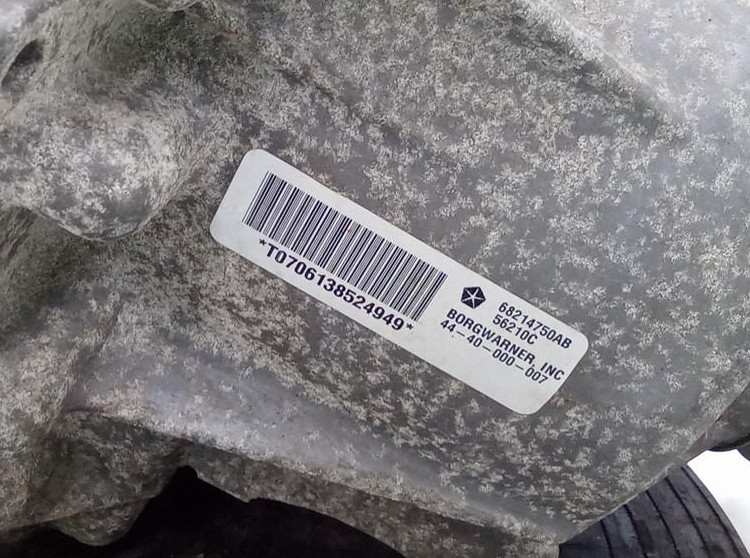 *T0706138524949*
68214750AB
56210C
BORGWARNER, INC
44-40-000-007